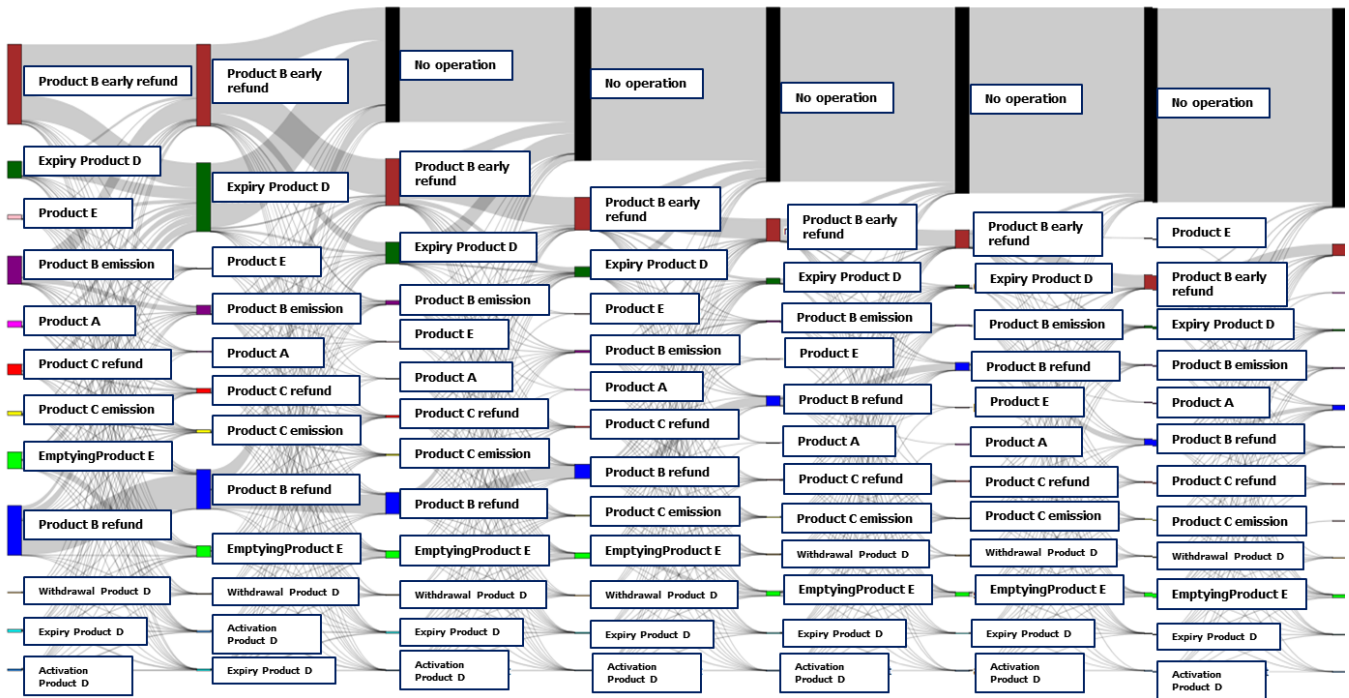 Product B early refund
Expiry Product D
Product E
Product B emission
Product A
Product C refund
Product C emission
EmptyingProduct E
Product B refund
Withdrawal Product D
Expiry Product D
Activation
Product D
Product B early
refund
Expiry Product D
Product E
Product B emission
Product A
Product C refund
Product C emission
Product B refund
EmptyingProduct E
Withdrawal Product D
Activation
Product D
Expiry Product D
No operation
Product B early
refund
Expiry Product D
Product B emission
Product E
Product A
Product C refund
Product C emission
Product B refund
EmptyingProduct E
Withdrawal Product D
Expiry Product D
Activation
Product D
No operation
Product B early
refund
Expiry Product D
Product E
Product B emission
Product A
Product C refund
Product B refund
Product C emission
EmptyingProduct E
Withdrawal Product D
Expiry Product D
Activation
Product D
No operation
Product B early
refund
Expiry Product D
Product B emission
Product E
Product B refund
Product A
Product C refund
Product C emission
Withdrawal Product D
EmptyingProduct E
Expiry Product D
Activation
Product D
No operation
Product B early
refund
Expiry Product D
Product B emission
Product B refund
Product E
Product A
Product C refund
Product C emission
Withdrawal Product D
EmptyingProduct E
Expiry Product D
Activation
Product D
No operation
Product E
Product B early
refund
Expiry Product D
Product B emission
Product A
Product B refund
Product C refund
Product C emission
Withdrawal Product D
EmptyingProduct E
Expiry Product D
Activation
Product D